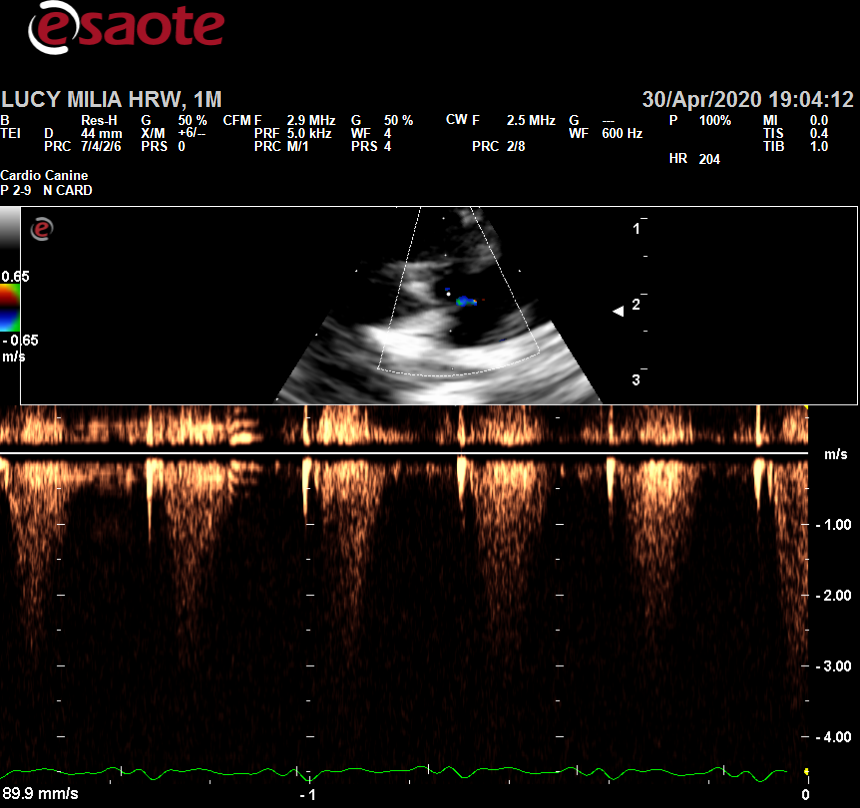 esaote
LUCY MILIA HRW, 1M 30/Apr/2020 19:04:12
B Res-H G 50 % CFM F 2.9 MHz G 50 % CW F 2.5 MHz G --- P 100% MI 0.0
TEI D 44 mm X/M +6/-- PRF 5.0 kHz WF 4 WF 600 Hz TIS 0.4
PRC 7/4/2/6 PRS 0 PRC M/1 PRS 4 PRC 2/8 TIB 1.0
HR 204
Cardio Canine
P 2-9 N CARD
e
1
0.65
2
- 0.65
m/s
3
m/s
- 1.00
- 2.00
- 3.00
- 4.00
89.9 mm/s - 1 0